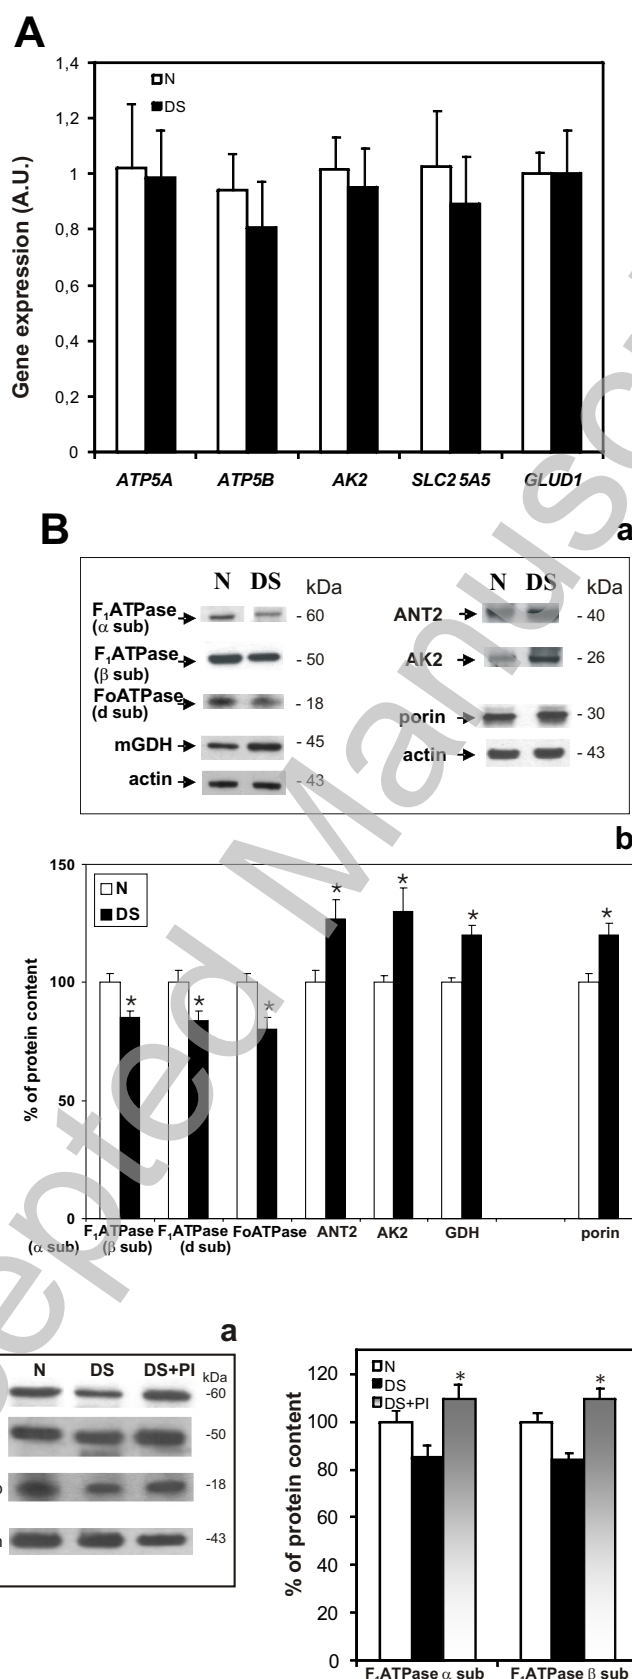 A
1,4
1,2
1
0,8
0,6
0,4
0,2
0
Gene expression (A.U.)
N
DS
ATP5A ATP5B AK2 SLC2 5A5 GLUD1
B
a
N DS kDa
F₁ATPase
(α sub)
- 60
F₁ATPase
(β sub)
- 50
FoATPase
(d sub)
- 18
mGDH - 45
actin - 43
N DS kDa
ANT2 - 40
AK2 - 26
porin - 30
actin - 43
b
150
100
50
0
% of protein content
N
DS
* * * * * * *
F₁ATPase F₁ATPase FoATPase ANT2 AK2 GDH porin
(α sub) (β sub) (d sub)
a
N DS DS+PI kDa
-60
-50
-18
-43
120
100
80
60
40
20
0
% of protein content
N
DS
DS+PI
* *
F₁ATPase α sub F₁ATPase β sub
Accepted Manuscript